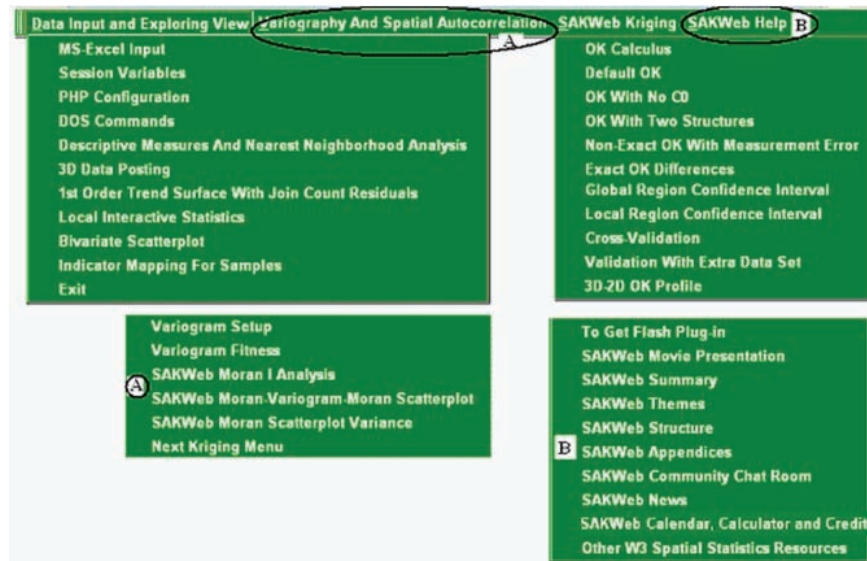 Data Input and Exploring View Variography And Spatial Autocorrelation SAKWeb Kriging SAKWeb Help B
A
MS-Excel Input
Session Variables
PHP Configuration
DOS Commands
Descriptive Measures And Nearest Neighborhood Analysis
3D Data Posting
1st Order Trend Surface With Join Count Residuals
Local Interactive Statistics
Bivariate Scatterplot
Indicator Mapping For Samples
Exit
OK Calculus
Default OK
OK With No C0
OK With Two Structures
Non-Exact OK With Measurement Error
Exact OK Differences
Global Region Confidence Interval
Local Region Confidence Interval
Cross-Validation
Validation With Extra Data Set
3D-2D OK Profile
A
Variogram Setup
Variogram Fitness
SAKWeb Moran I Analysis
SAKWeb Moran-Variogram-Moran Scatterplot
SAKWeb Moran Scatterplot Variance
Next Kriging Menu
B
To Get Flash Plug-in
SAKWeb Movie Presentation
SAKWeb Summary
SAKWeb Themes
SAKWeb Structure
SAKWeb Appendices
SAKWeb Community Chat Room
SAKWeb News
SAKWeb Calendar, Calculator and Credit
Other W3 Spatial Statistics Resources